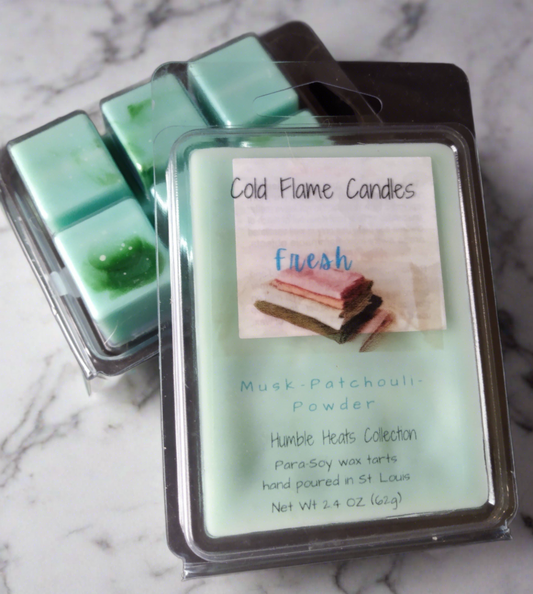 Cold Flame Candles
Fresh
Musk-Patchouli-
Powder
Humble Heats Collection
Para-Soy wax tarts
hand poured in St Louis
Net Wt 2.4 OZ (62g)